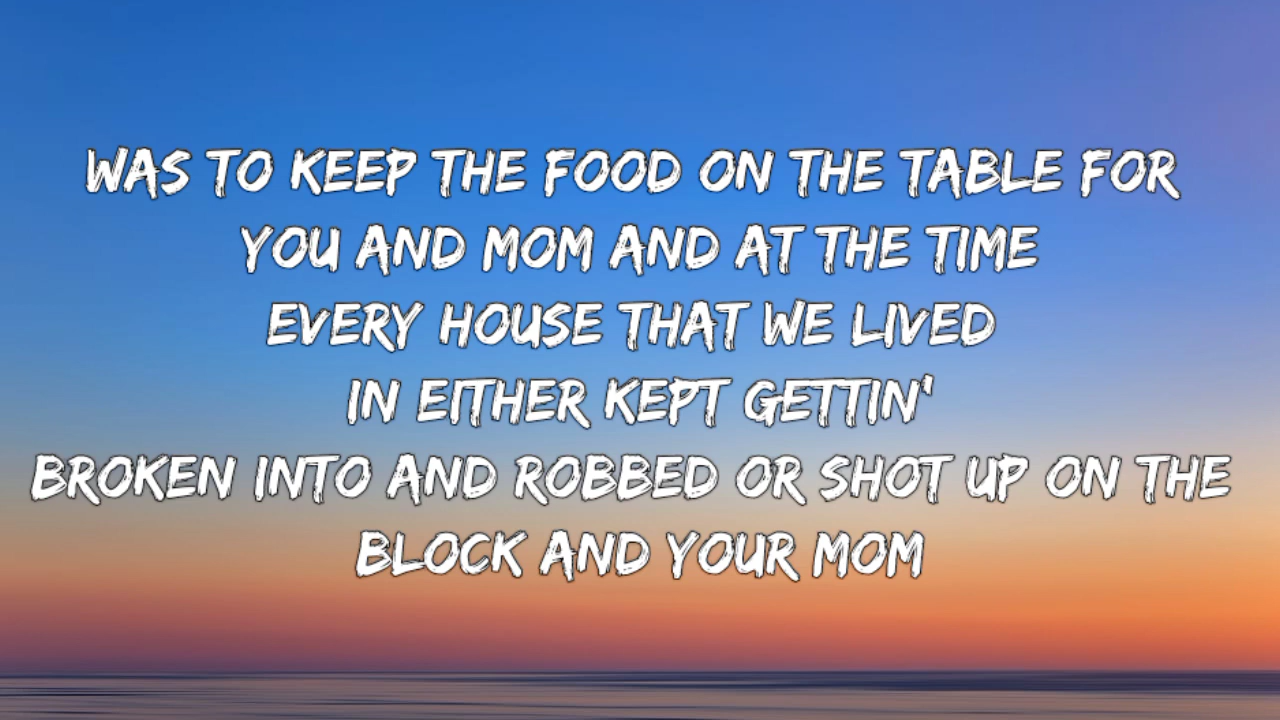 WAS TO KEEP THE FOOD ON THE TABLE FOR
YOU AND MOM AND AT THE TIME
EVERY HOUSE THAT WE LIVED
IN EITHER KEPT GETTIN'
BROKEN INTO AND ROBBED OR SHOT UP ON THE
BLOCK AND YOUR MOM